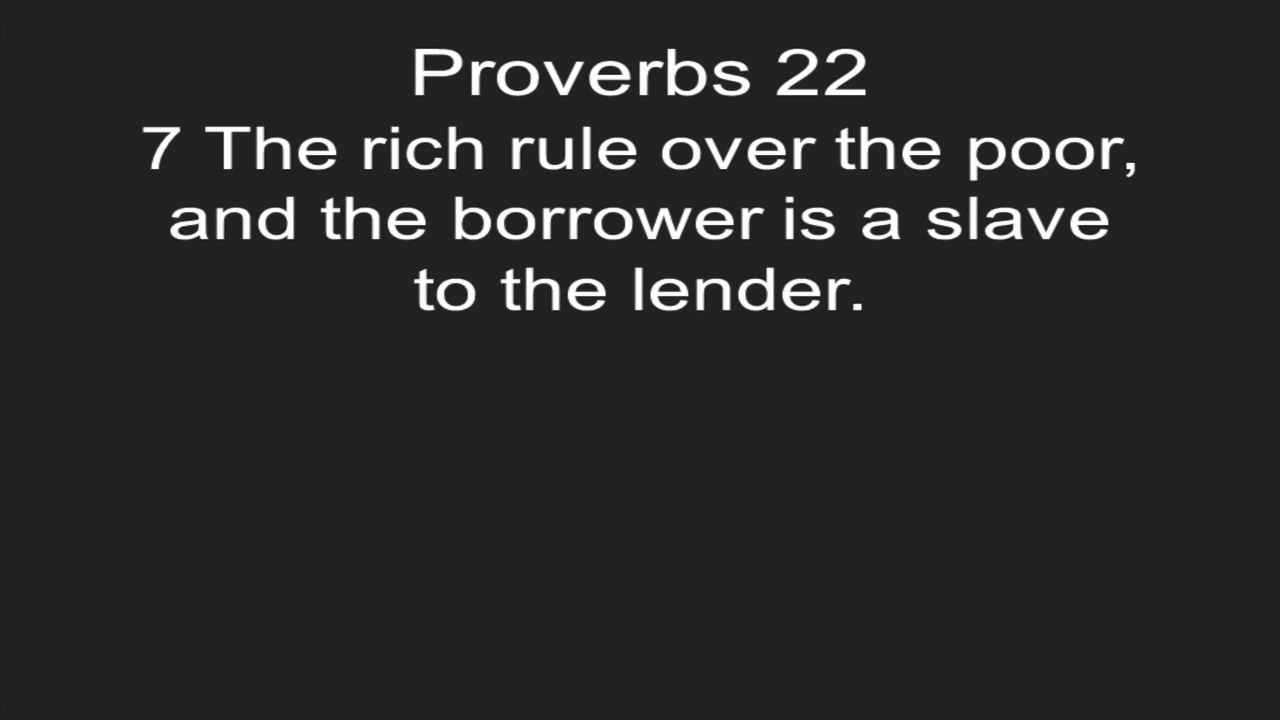 Proverbs 22
7 The rich rule over the poor,
and the borrower is a slave
to the lender.